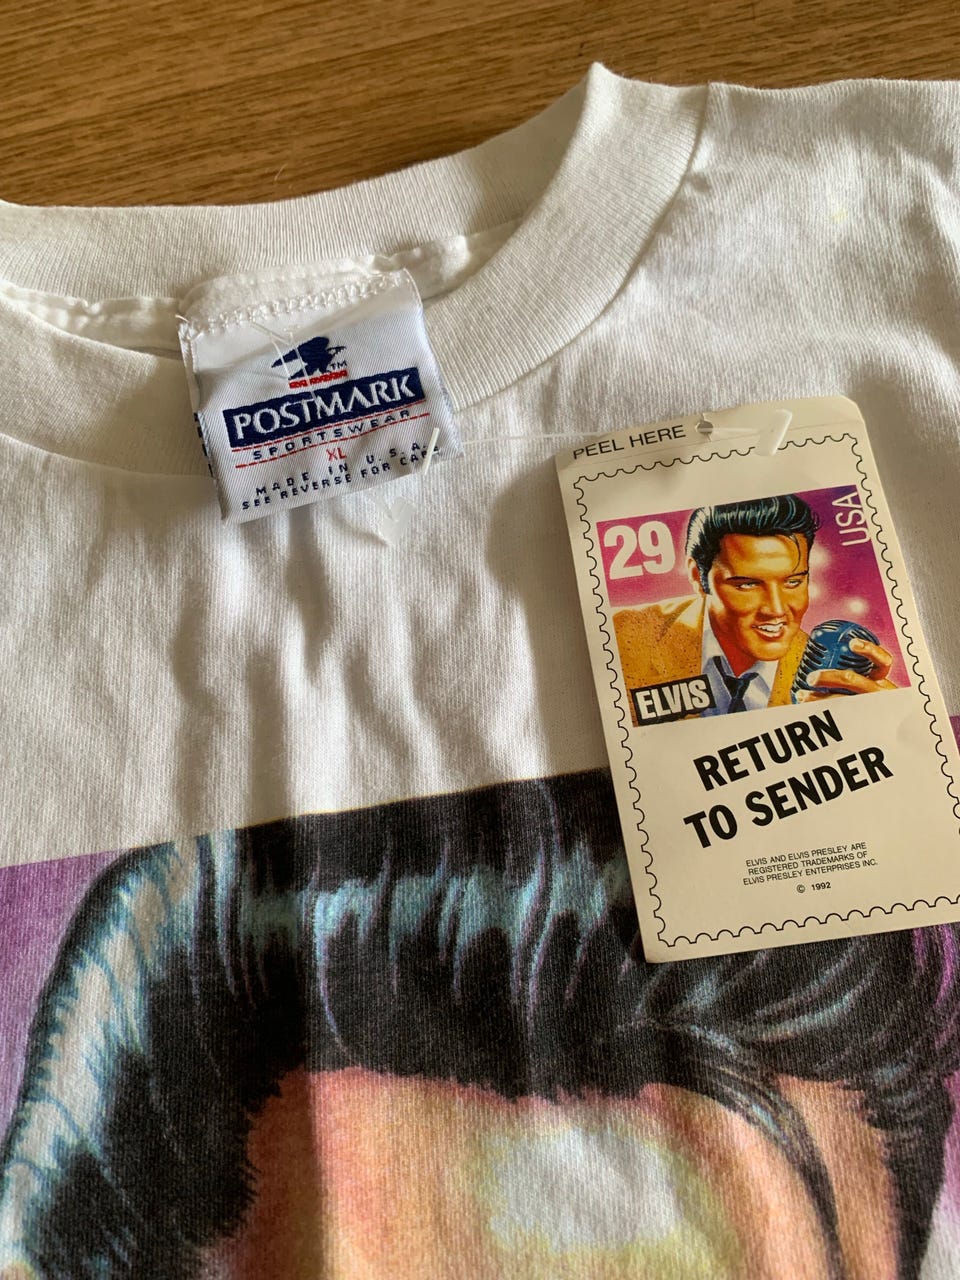 TM
POSTMARK
SPORTSWEAR
XL
MADE IN U.S.A.
SEE REVERSE FOR CARE
PEEL HERE
29
USA
ELVIS
RETURN
TO SENDER
ELVIS AND ELVIS PRESLEY ARE
REGISTERED TRADEMARKS OF
ELVIS PRESLEY ENTERPRISES INC.
© 1992